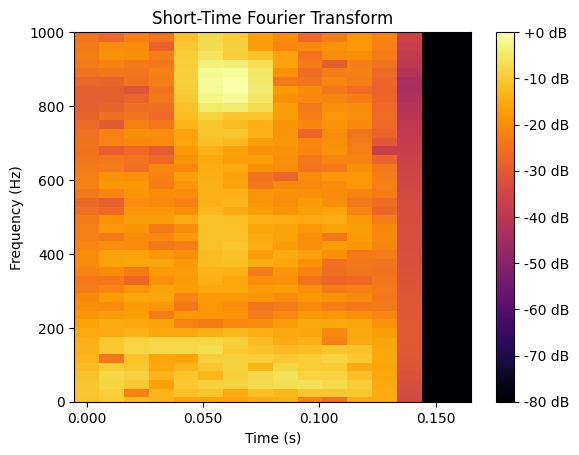 Short-Time Fourier Transform
Frequency (Hz)
1000
800
600
400
200
0
0.000
0.050
0.100
0.150
Time (s)
+0 dB
-10 dB
-20 dB
-30 dB
-40 dB
-50 dB
-60 dB
-70 dB
-80 dB